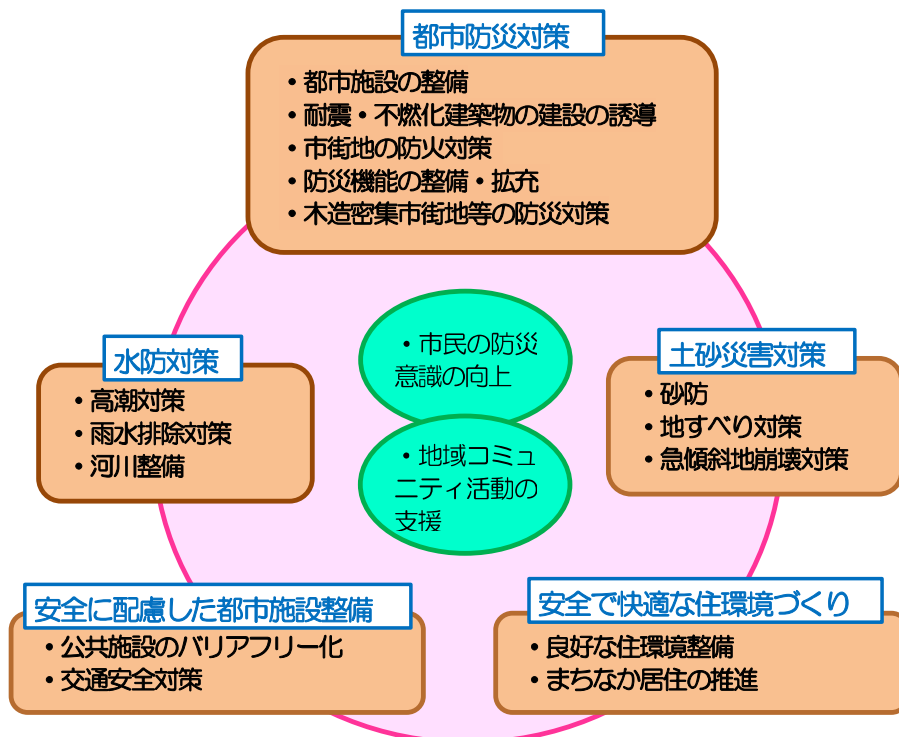 都市防災対策
・都市施設の整備
・耐震・不燃化建築物の建設の誘導
・市街地の防火対策
・防災機能の整備・拡充
・木造密集市街地等の防災対策
・市民の防災
意識の向上
・地域コミュ
ニティ活動の
支援
水防対策
・高潮対策
・雨水排除対策
・河川整備
土砂災害対策
・砂防
・地すべり対策
・急傾斜地崩壊対策
安全に配慮した都市施設整備
・公共施設のバリアフリー化
・交通安全対策
安全で快適な住環境づくり
・良好な住環境整備
・まちなか居住の推進